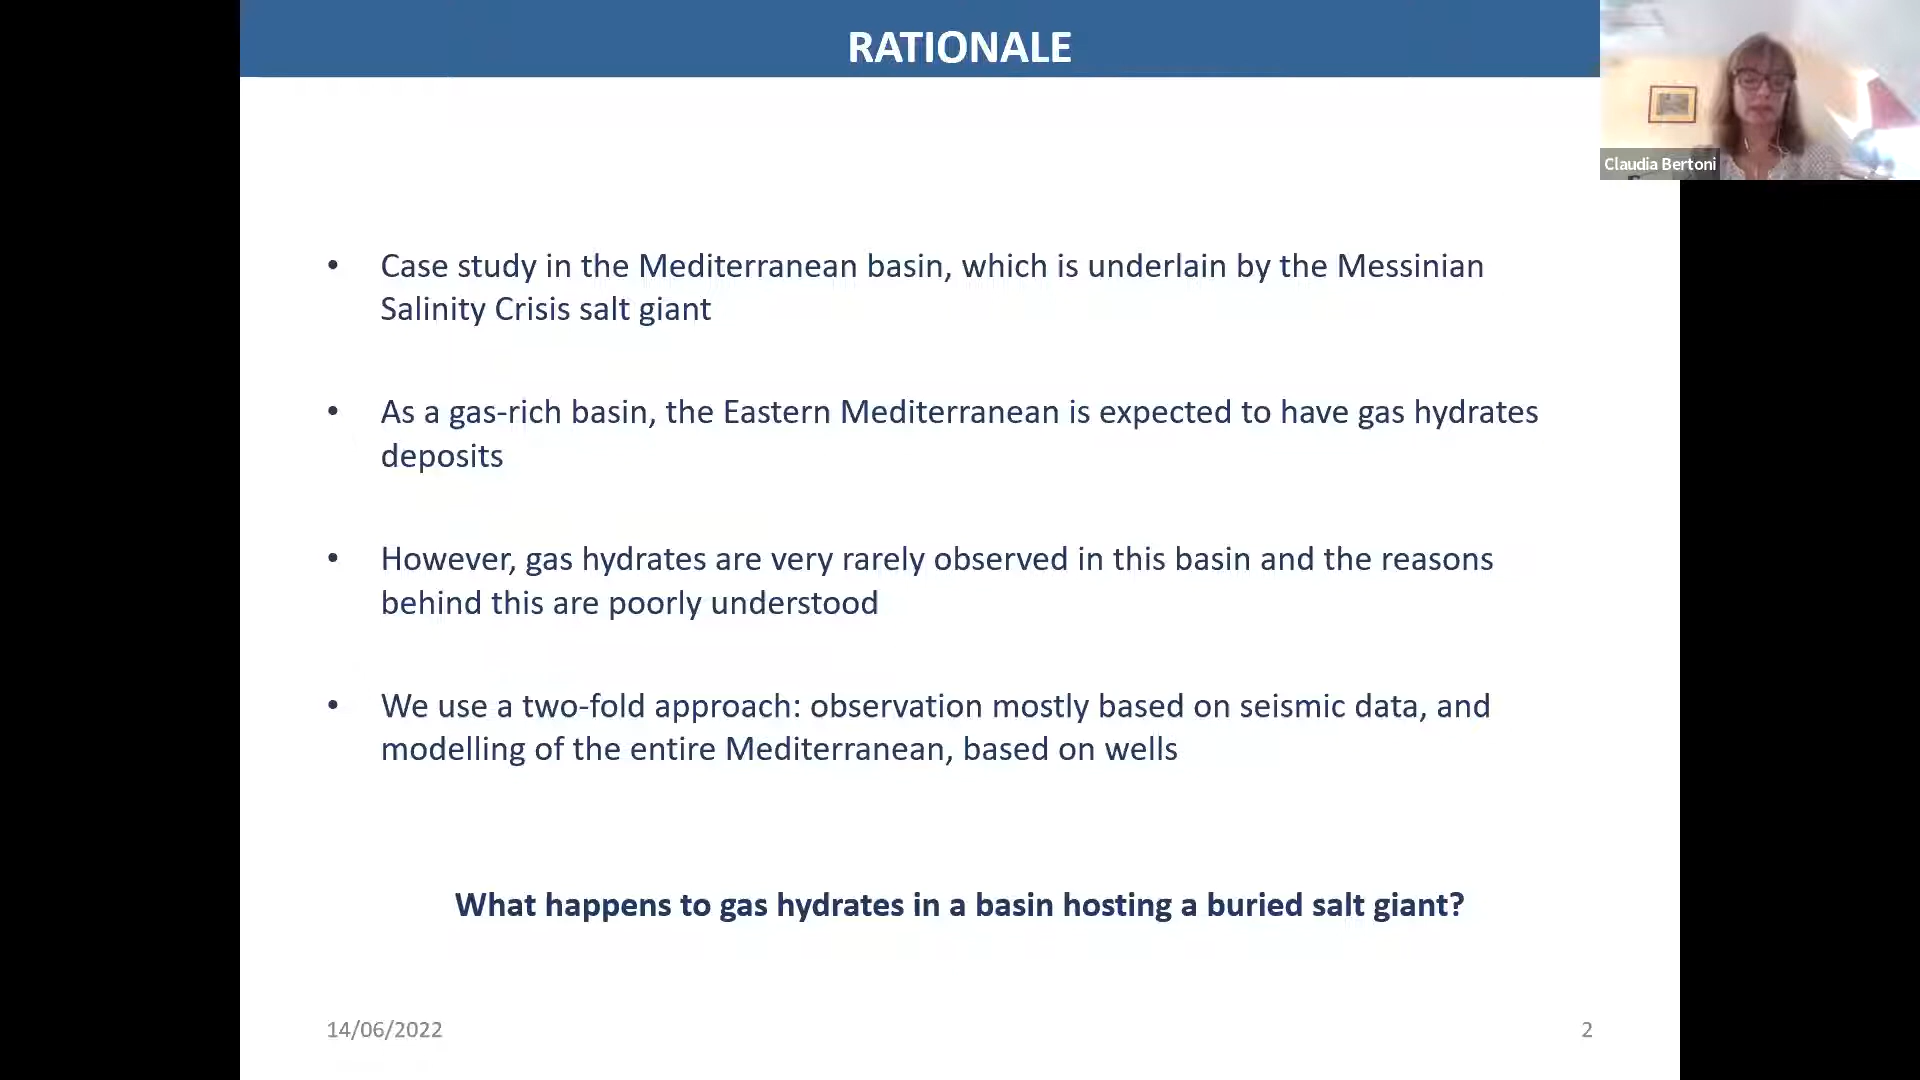 RATIONALE
Claudia Bertoni
• Case study in the Mediterranean basin, which is underlain by the Messinian
Salinity Crisis salt giant
• As a gas-rich basin, the Eastern Mediterranean is expected to have gas hydrates
deposits
• However, gas hydrates are very rarely observed in this basin and the reasons
behind this are poorly understood
• We use a two-fold approach: observation mostly based on seismic data, and
modelling of the entire Mediterranean, based on wells
What happens to gas hydrates in a basin hosting a buried salt giant?
14/06/2022
2